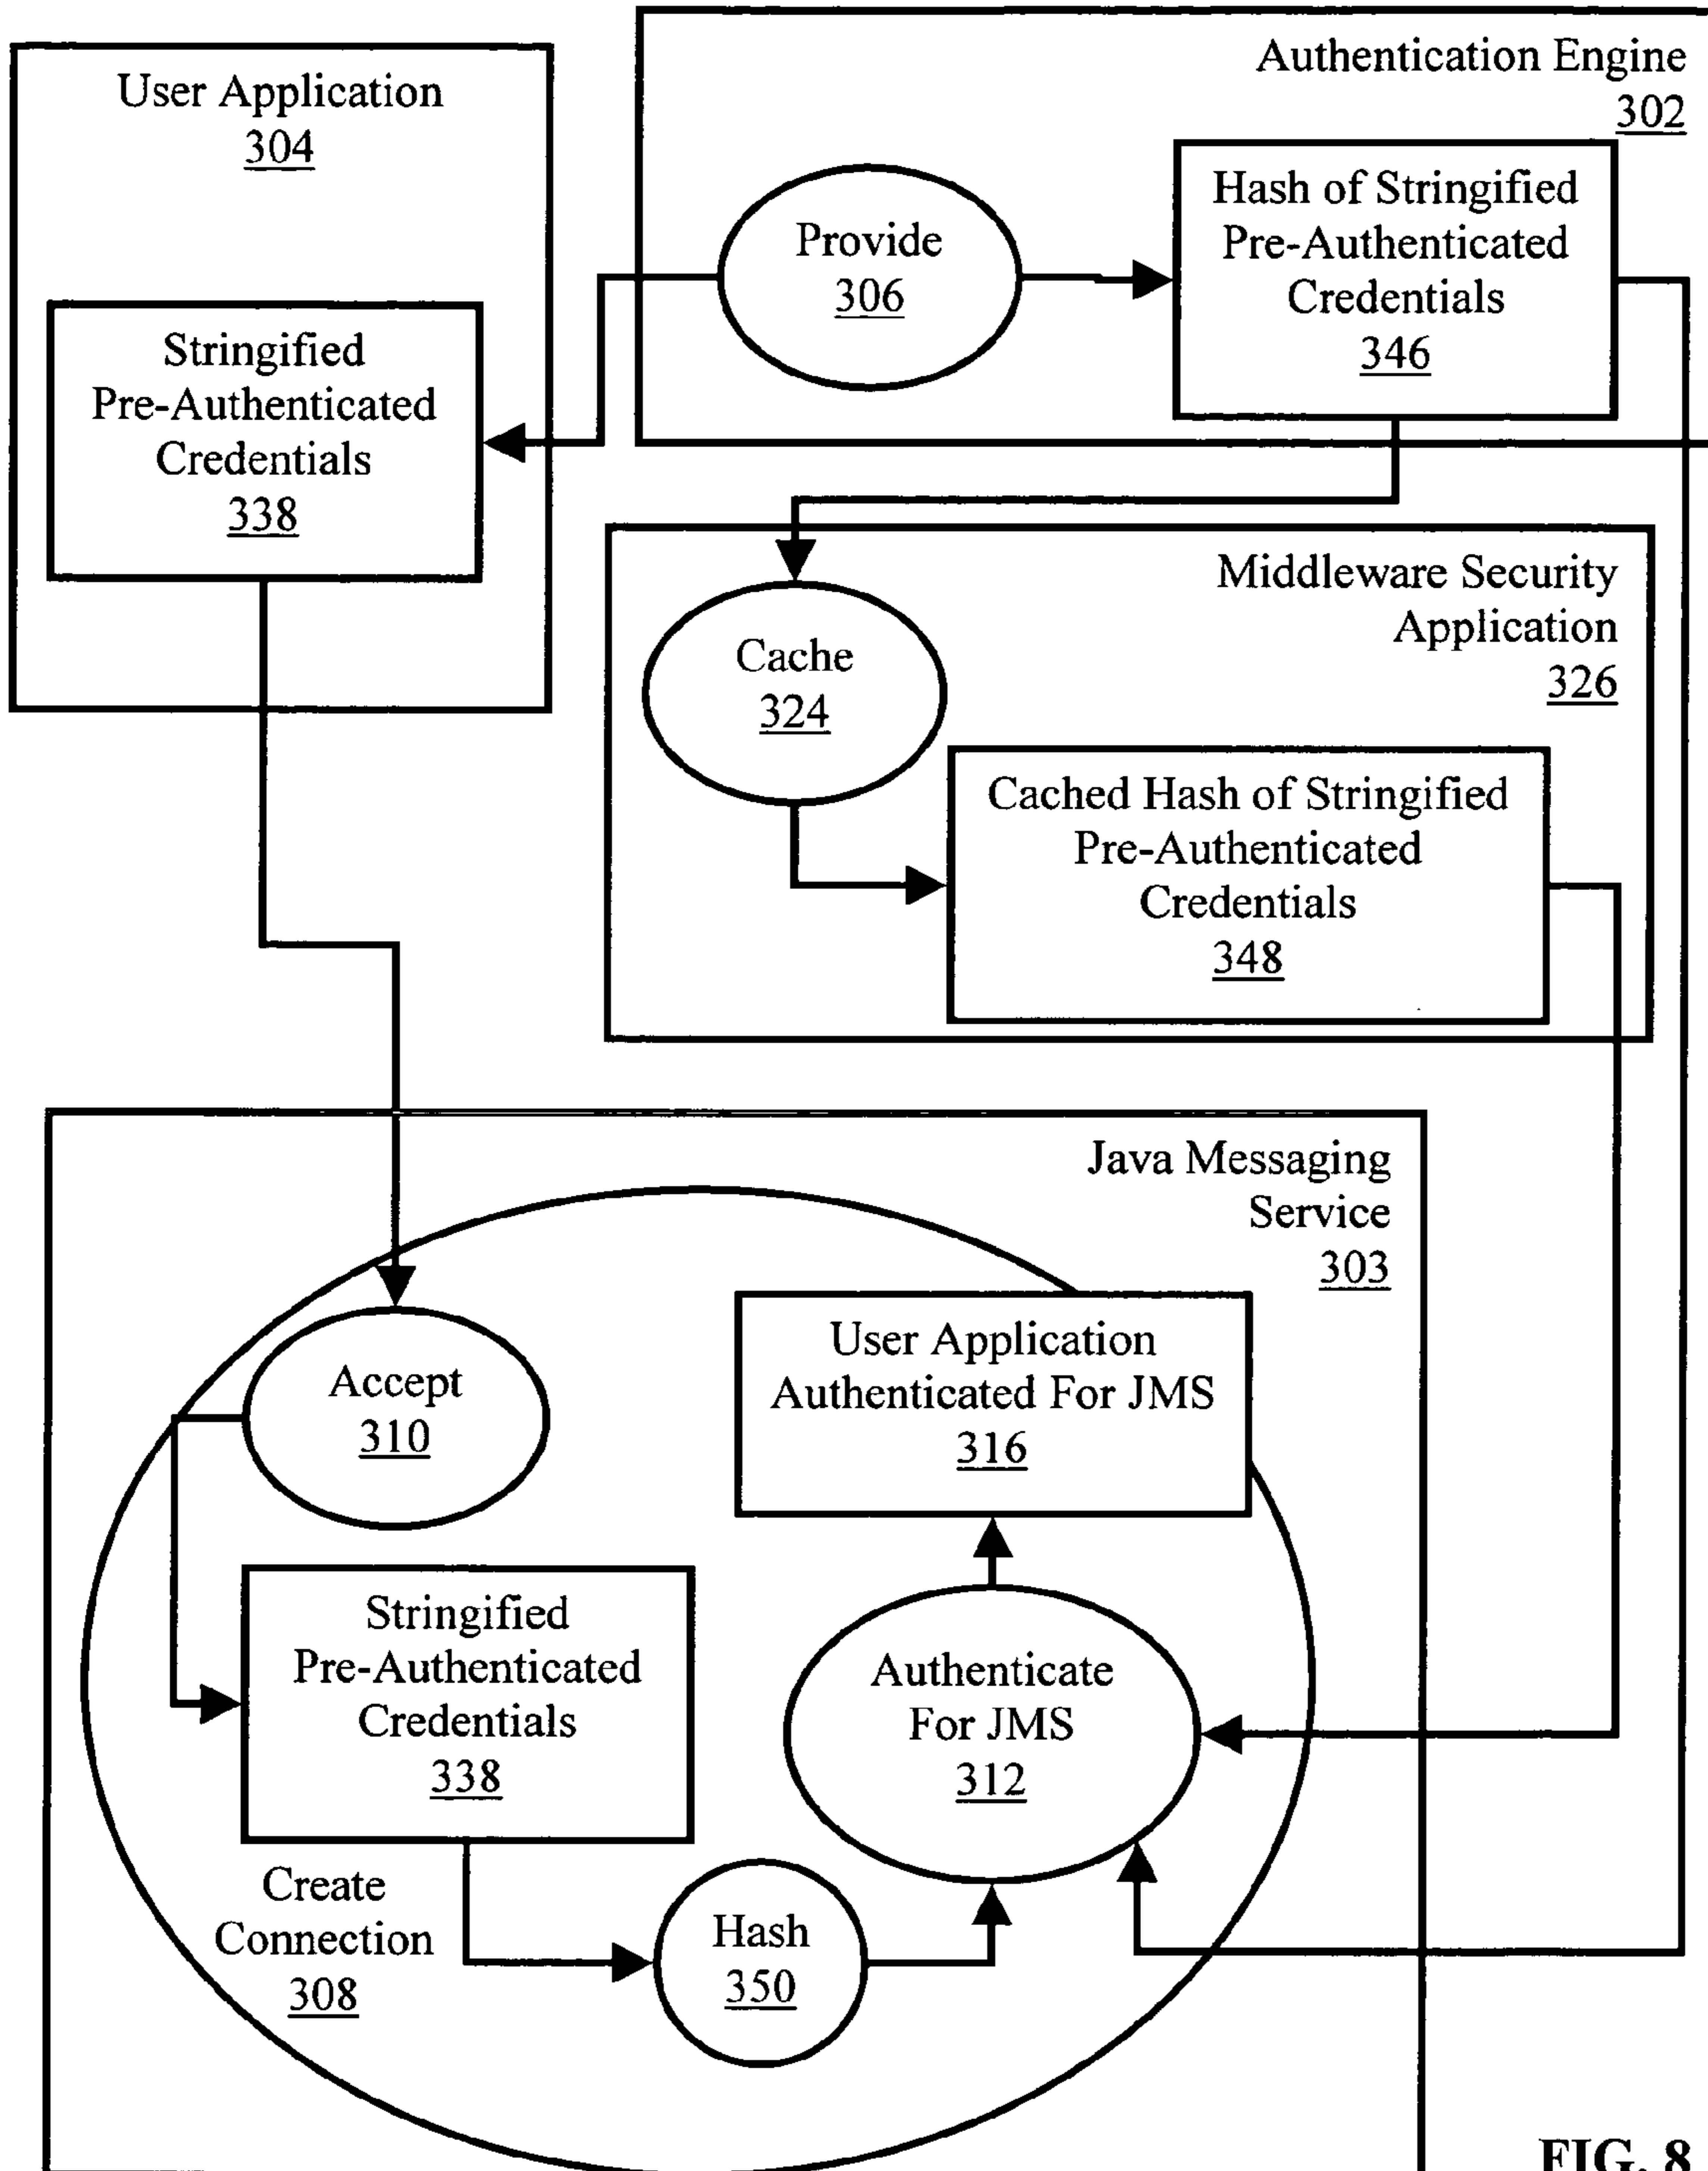 User Application
304
Authentication Engine
302
Provide
306
Hash of Stringified
Pre-Authenticated
Credentials
346
Stringified
Pre-Authenticated
Credentials
338
Middleware Security
Application
326
Cache
324
Cached Hash of Stringified
Pre-Authenticated
Credentials
348
Java Messaging
Service
303
Accept
310
User Application
Authenticated For JMS
316
Stringified
Pre-Authenticated
Credentials
338
Authenticate
For JMS
312
Create
Connection
308
Hash
350
FIG. 8